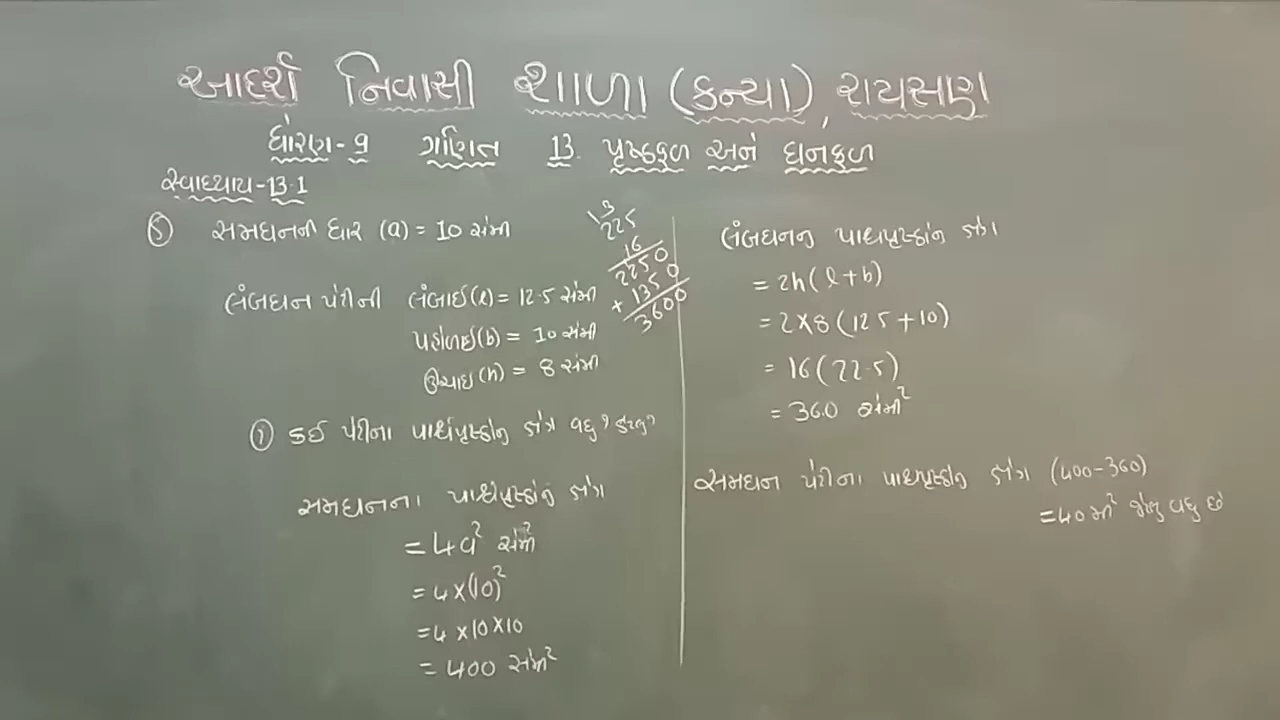 આદર્શ નિવાસી શાળા (કન્યા), રાયસણ
ધોરણ-9 ગણિત 13. પૃષ્ઠફળ અને ઘનફળ
સ્વાધ્યાય-13.1
સમઘનની ધાર (a) = 10 સેમી
લંબઘન પેટીની લંબાઈ(l) = 12.5 સેમી
પહોળાઈ(b) = 10 સેમી
ઊંચાઈ(h) = 8 સેમી
225
16
2250
+ 1350
3600
① કઈ પેટીના પાર્શ્વપૃષ્ઠોનું ક્ષેત્ર વધુ? કેટલું?
સમઘનના પાર્શ્વપૃષ્ઠોનું ક્ષેત્ર
= 4a² સેમી²
= 4×(10)²
= 4×10×10
= 400 સેમી²
લંબઘનનું પાર્શ્વપૃષ્ઠોનું ક્ષેત્ર
= 2h(l+b)
= 2×8(12.5+10)
= 16(22.5)
= 360 સેમી²
સમઘન પેટીના પાર્શ્વપૃષ્ઠોનું ક્ષેત્ર (400-360)
= 40 મી² જેટલુ વધુ છે